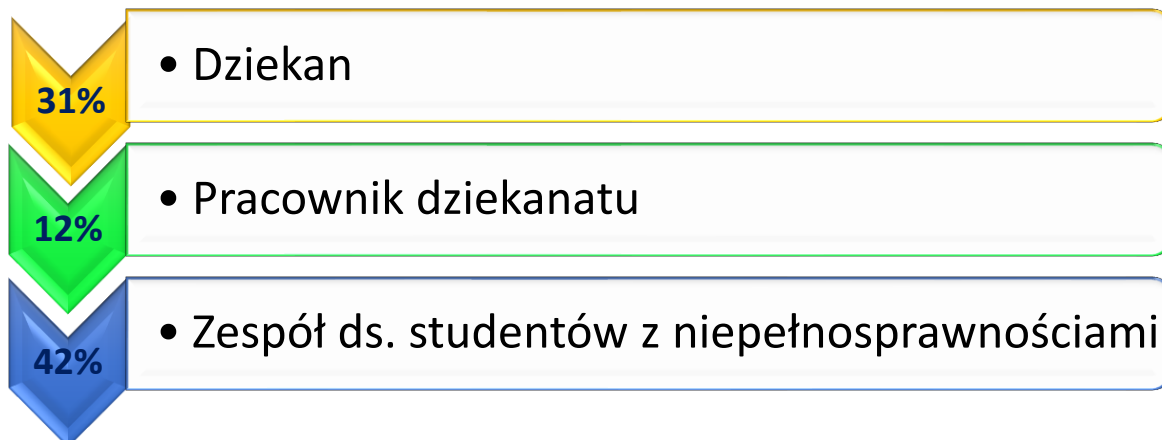 31%
• Dziekan
12%
• Pracownik dziekanatu
42%
• Zespół ds. studentów z niepełnosprawnościami